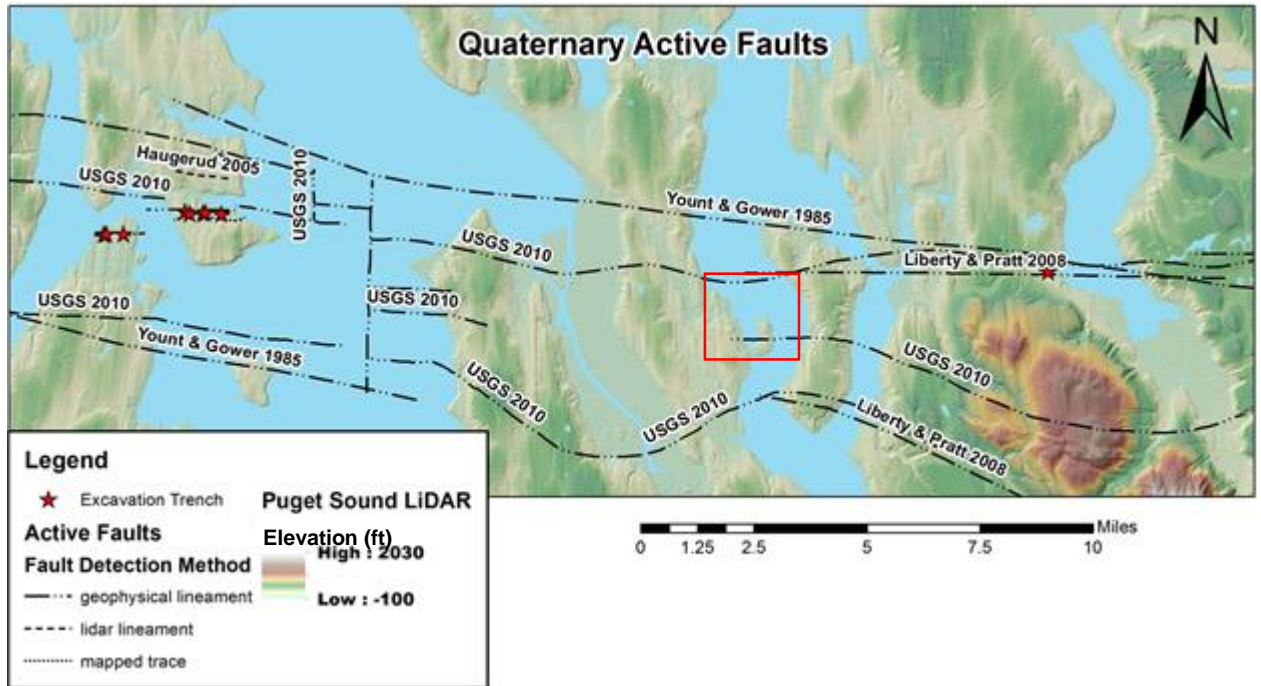 Quaternary Active Faults
N
Haugerud 2005
USGS 2010
USGS 2010
Yount & Gower 1985
USGS 2010
Liberty & Pratt 2008
USGS 2010
USGS 2010
Yount & Gower 1985
USGS 2010
USGS 2010
USGS 2010
Liberty & Pratt 2008
Legend
Excavation Trench
Active Faults
Fault Detection Method
geophysical lineament
lidar lineament
mapped trace
Puget Sound LiDAR
Elevation (ft)
High : 2030
Low : -100
Miles
0 1.25 2.5 5 7.5 10